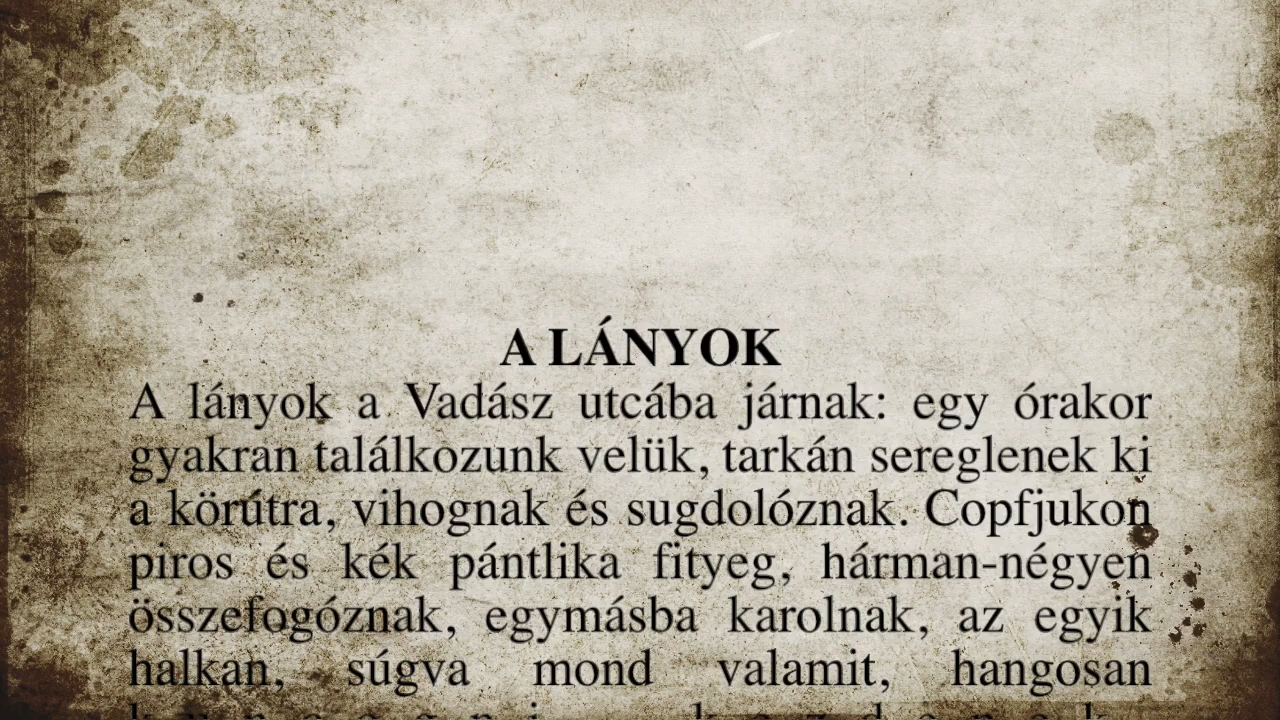 A LÁNYOK
A lányok a Vadász utcába járnak: egy órakor
gyakran találkozunk velük, tarkán sereglenek ki
a körútra, vihognak és sugdolóznak. Copfjukon
piros és kék pántlika fityeg, hárman-négyen
összefogóznak, egymásba karolnak, az egyik
halkan, súgva mond valamit, hangosan